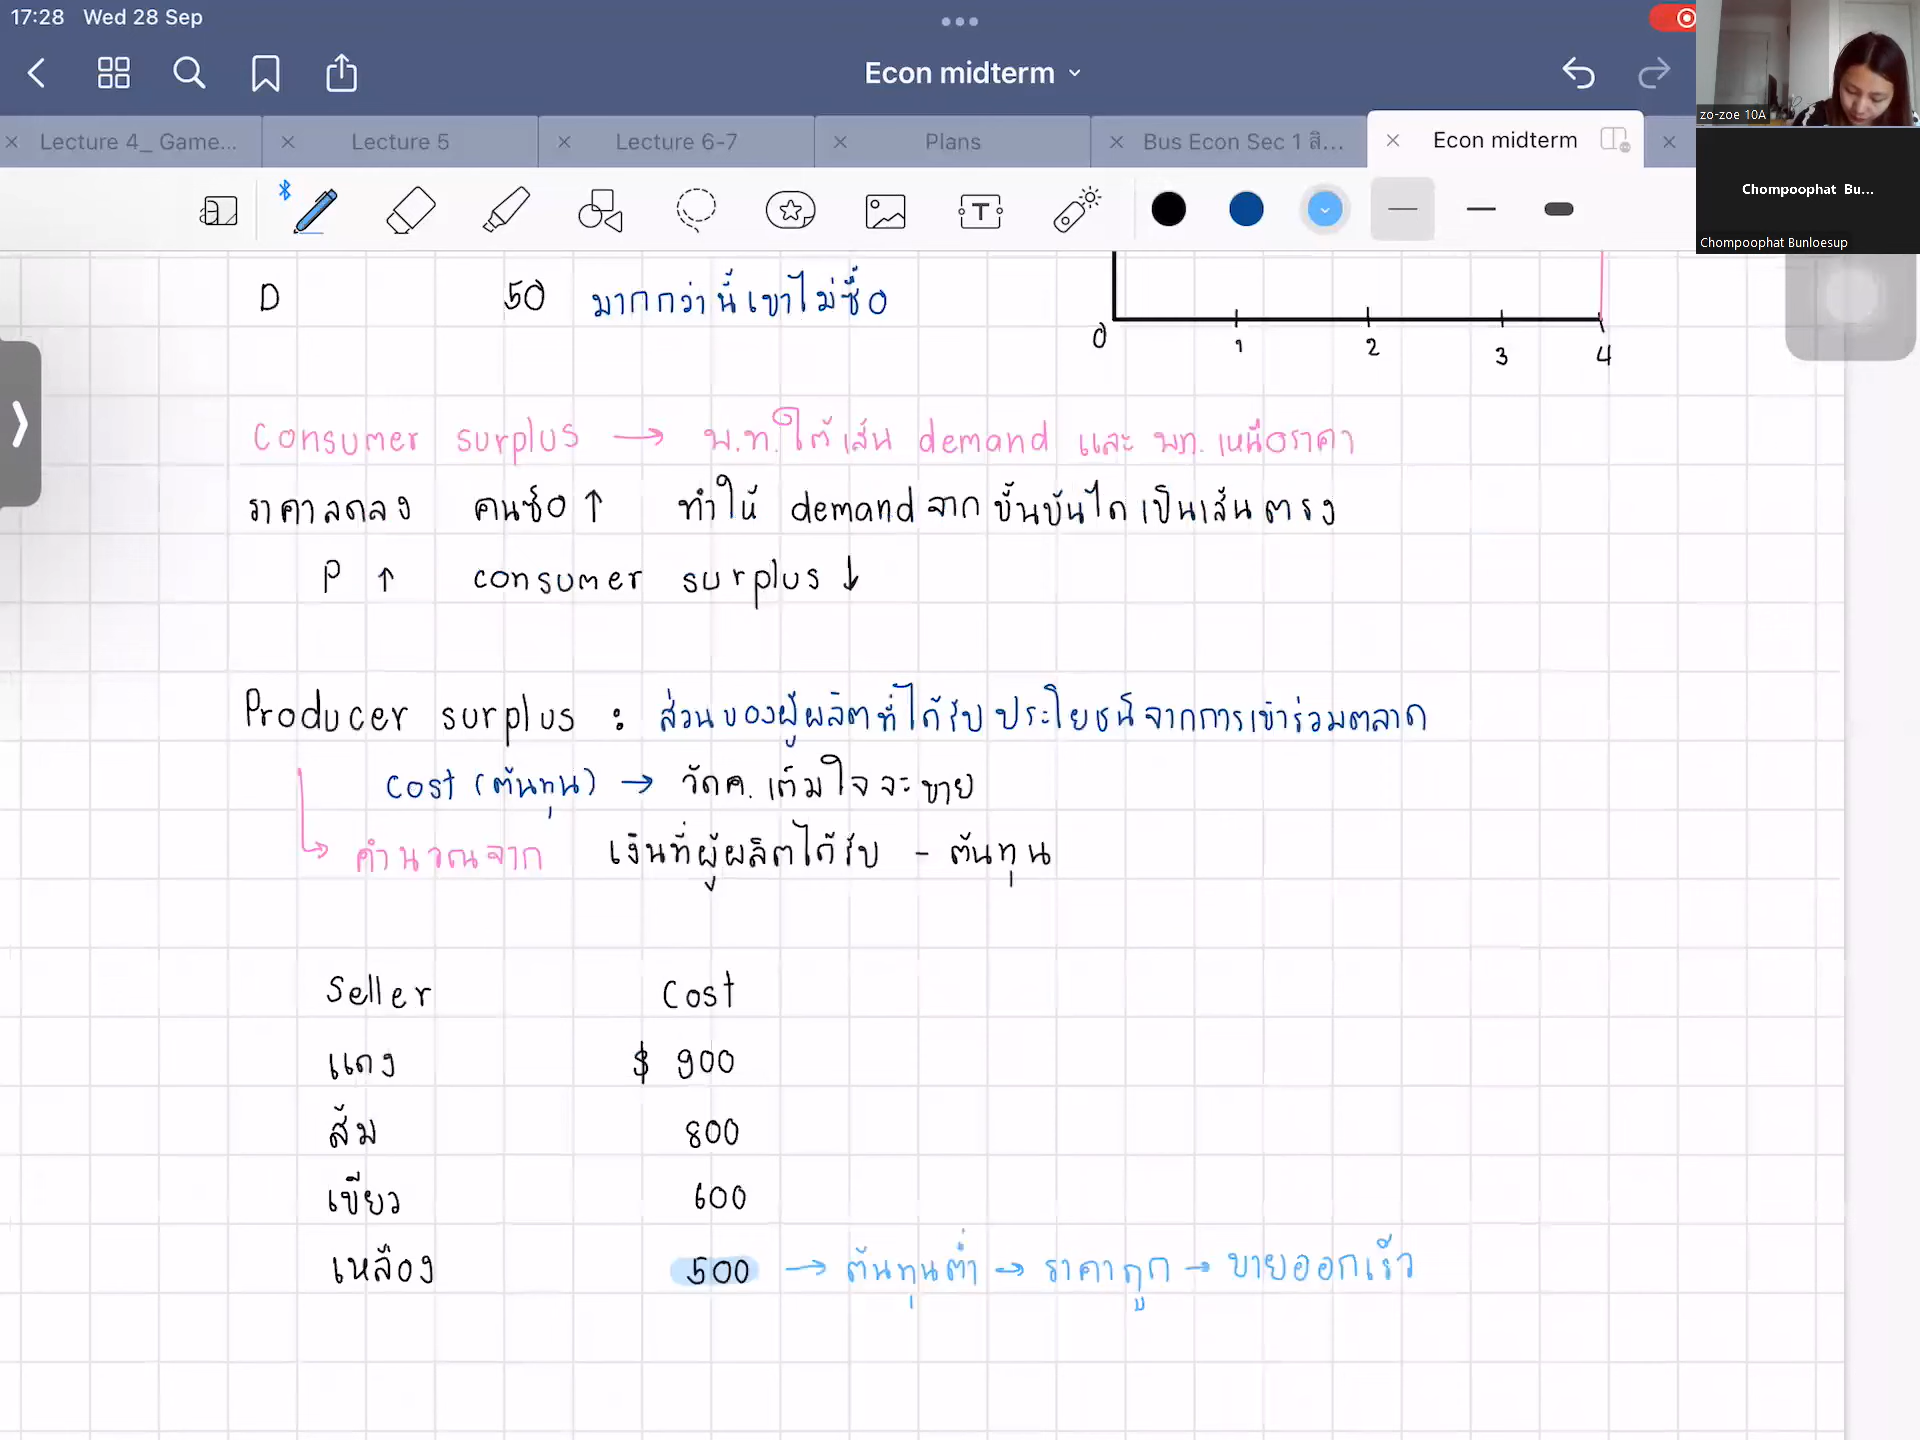 17:28 Wed 28 Sep
Econ midterm
Lecture 4_ Game...
Lecture 5
Lecture 6-7
Plans
Bus Econ Sec 1 สิ...
Econ midterm
zo-zoe 10A
Chompoophat Bu...
Chompoophat Bunloesup
D 50 มากกว่านี้เขาไม่ซื้อ
0 1 2 3 4
Consumer surplus → พ.ท.ใต้เส้น demand และ พท.เหนือราคา
ราคาลดลง คนซื้อ ↑ ทำให้ demand จาก ขั้นบันได เป็นเส้นตรง
P ↑ consumer surplus ↓
Producer surplus : ส่วนของผู้ผลิตที่ได้รับประโยชน์จากการเข้าร่วมตลาด
Cost (ต้นทุน) → วัดค.เต็มใจจะขาย
คำนวณจาก เงินที่ผู้ผลิตได้รับ - ต้นทุน
Seller Cost
แดง $ 900
ส้ม 800
เขียว 600
เหลือง 500 → ต้นทุนต่ำ → ราคาถูก → ขายออกเร็ว